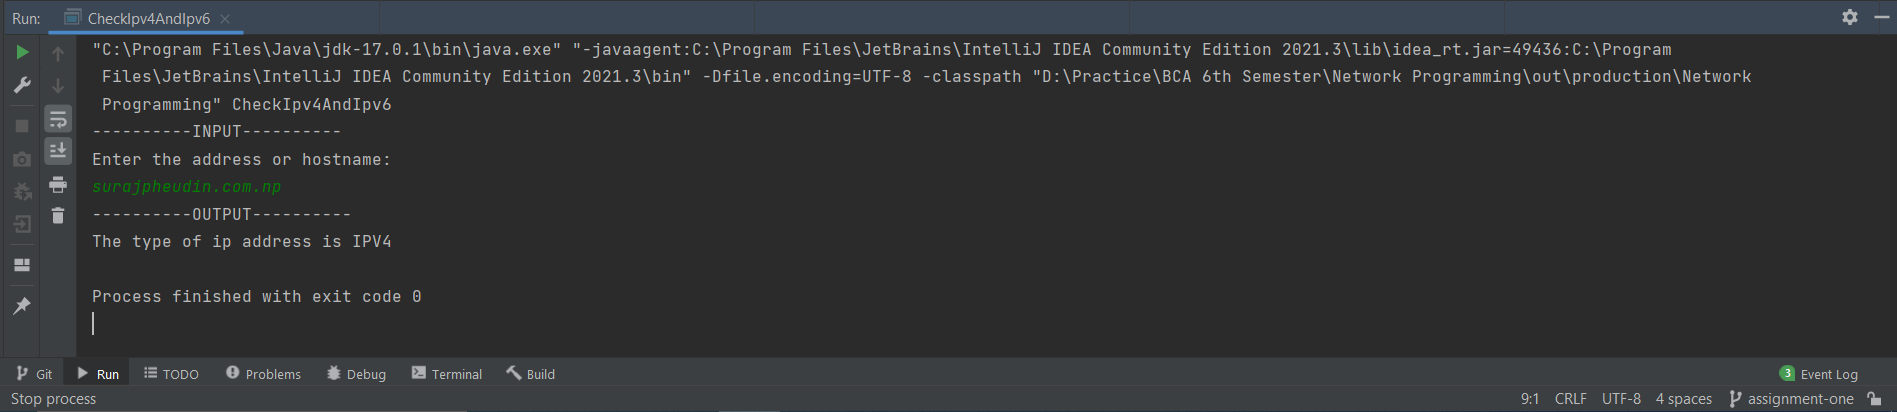 Run: CheckIpv4AndIpv6
"C:\Program Files\Java\jdk-17.0.1\bin\java.exe" "-javaagent:C:\Program Files\JetBrains\IntelliJ IDEA Community Edition 2021.3\lib\idea_rt.jar=49436:C:\Program
Files\JetBrains\IntelliJ IDEA Community Edition 2021.3\bin" -Dfile.encoding=UTF-8 -classpath "D:\Practice\BCA 6th Semester\Network Programming\out\production\Network
Programming" CheckIpv4AndIpv6
----------INPUT----------
Enter the address or hostname:
surajpheudin.com.np
----------OUTPUT----------
The type of ip address is IPV4
Process finished with exit code 0
Git Run TODO Problems Debug Terminal Build 3 Event Log
Stop process 9:1 CRLF UTF-8 4 spaces assignment-one